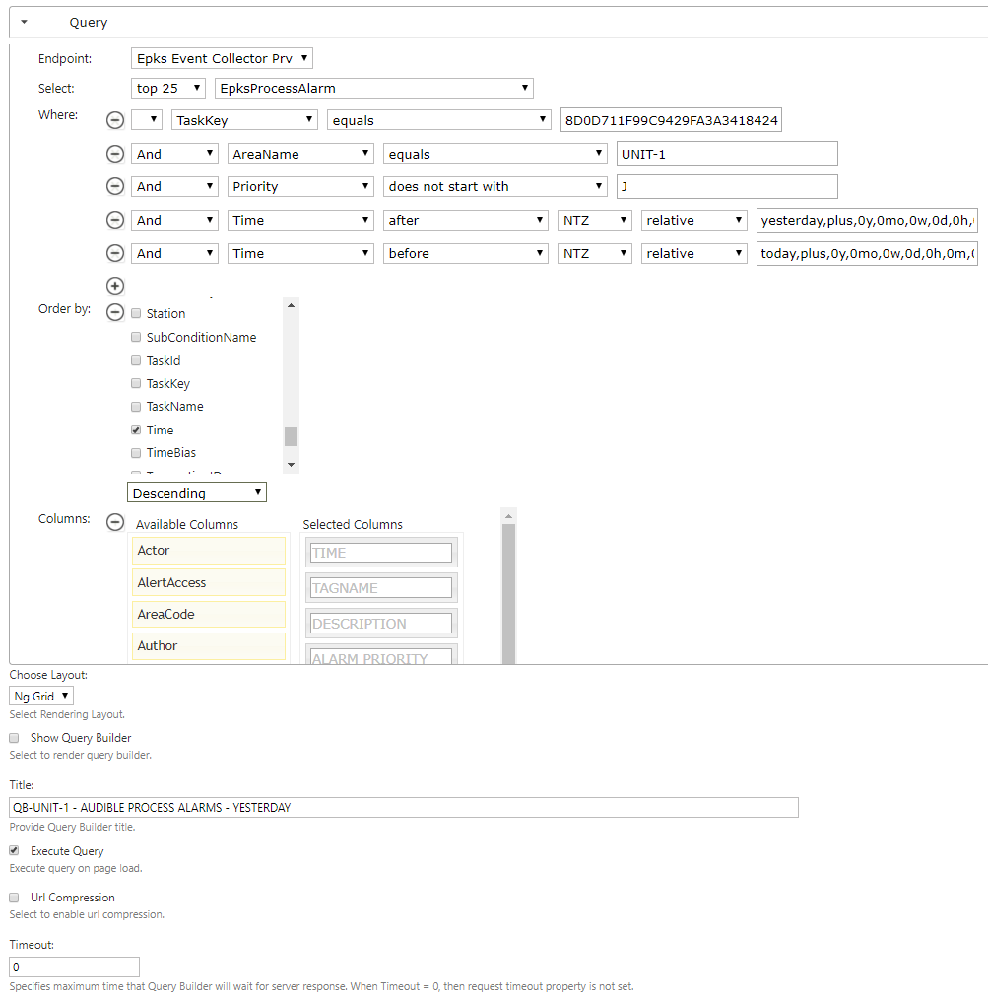 Query
Endpoint: Epks Event Collector Prv
Select: top 25 EpksProcessAlarm
Where: TaskKey equals 8D0D711F99C9429FA3A3418424
And AreaName equals UNIT-1
And Priority does not start with J
And Time after NTZ relative yesterday,plus,0y,0mo,0w,0d,0h,
And Time before NTZ relative today,plus,0y,0mo,0w,0d,0h,0m,
Order by: Station
SubConditionName
TaskId
TaskKey
TaskName
Time
TimeBias
Descending
Columns: Available Columns Selected Columns
Actor TIME
AlertAccess TAGNAME
AreaCode DESCRIPTION
Author ALARM PRIORITY
Choose Layout:
Ng Grid
Select Rendering Layout.
Show Query Builder
Select to render query builder.
Title:
QB-UNIT-1 - AUDIBLE PROCESS ALARMS - YESTERDAY
Provide Query Builder title.
Execute Query
Execute query on page load.
Url Compression
Select to enable url compression.
Timeout:
0
Specifies maximum time that Query Builder will wait for server response. When Timeout = 0, then request timeout property is not set.